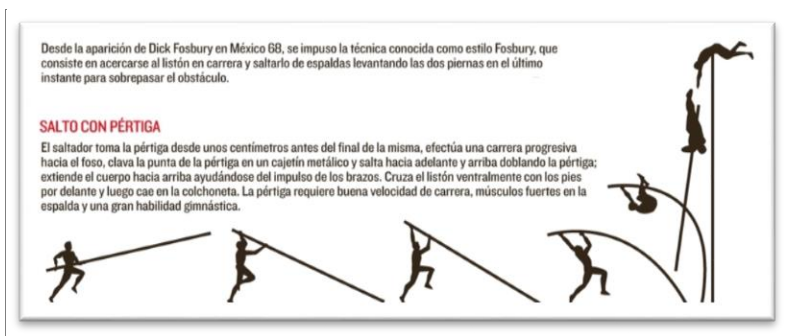 Desde la aparición de Dick Fosbury en México 68, se impuso la técnica conocida como estilo Fosbury, que
consiste en acercarse al listón en carrera y saltarlo de espaldas levantando las dos piernas en el último
instante para sobrepasar el obstáculo.
SALTO CON PÉRTIGA
El saltador toma la pértiga desde unos centímetros antes del final de la misma, efectúa una carrera progresiva
hacia el foso, clava la punta de la pértiga en un cajetín metálico y salta hacia adelante y arriba doblando la pértiga;
extiende el cuerpo hacia arriba ayudándose del impulso de los brazos. Cruza el listón ventralmente con los pies
por delante y luego cae en la colchoneta. La pértiga requiere buena velocidad de carrera, músculos fuertes en la
espalda y una gran habilidad gimnástica.